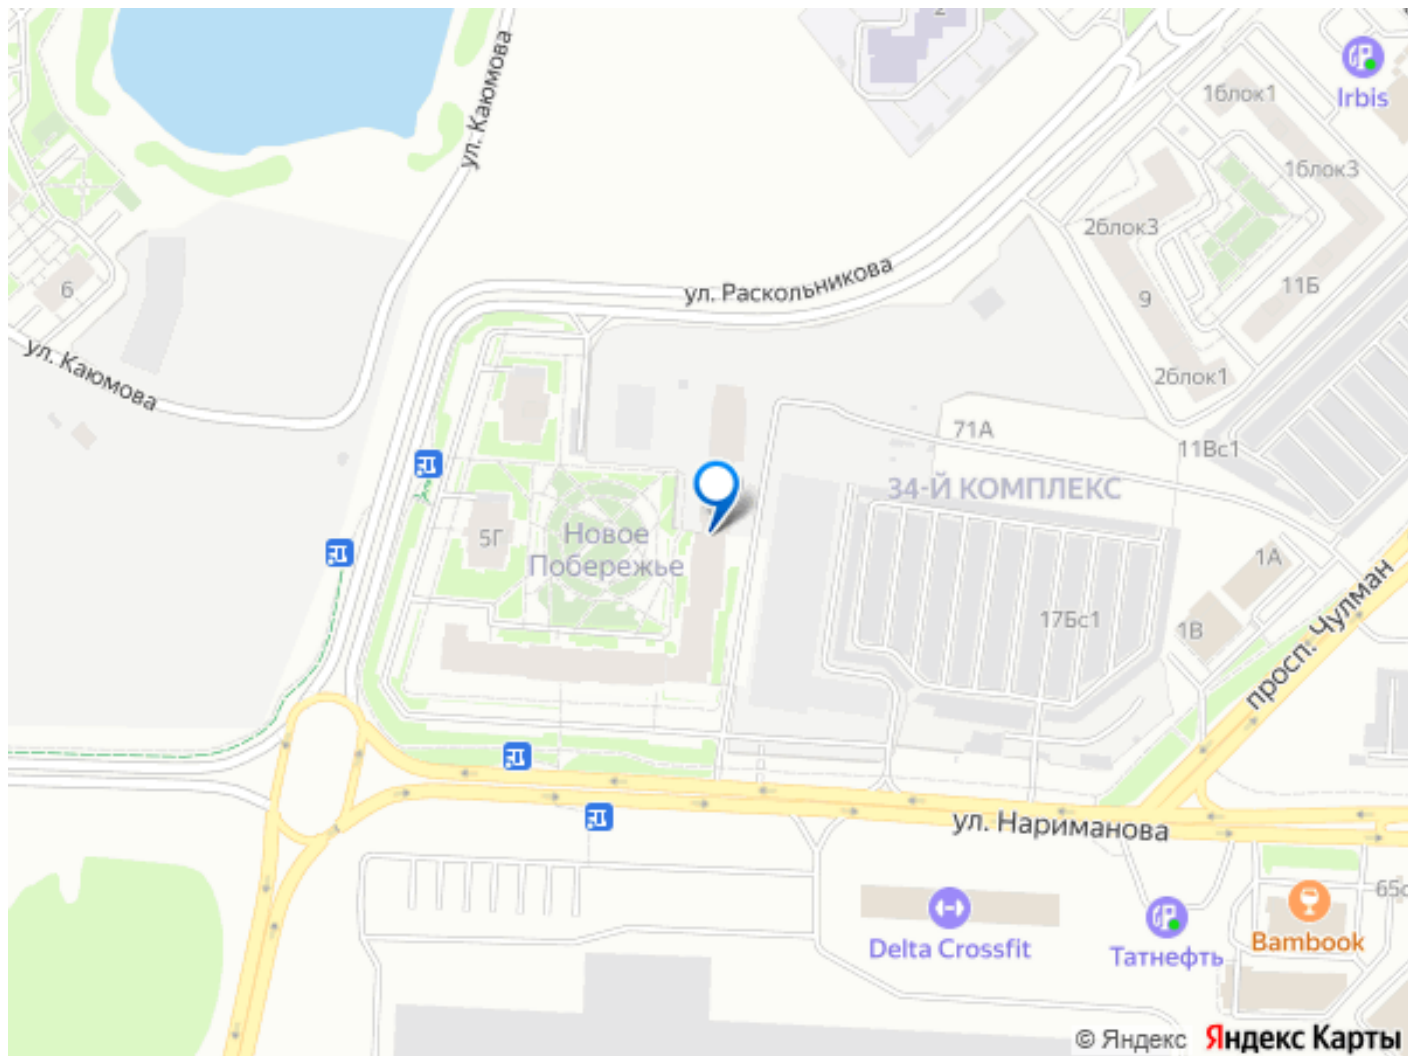 2
Irbis
ул. Каюмова
1блок1
1блок3
2блок3
6
ул. Раскольникова
9
11Б
ул. Каюмова
2блок1
71А
11Вс1
34-Й КОМПЛЕКС
5Г
Новое
Побережье
1А
17Бс1
1В
просп. Чулман
ул. Нариманова
65с
Delta Crossfit
Татнефть
Bambook
© Яндекс
Яндекс Карты